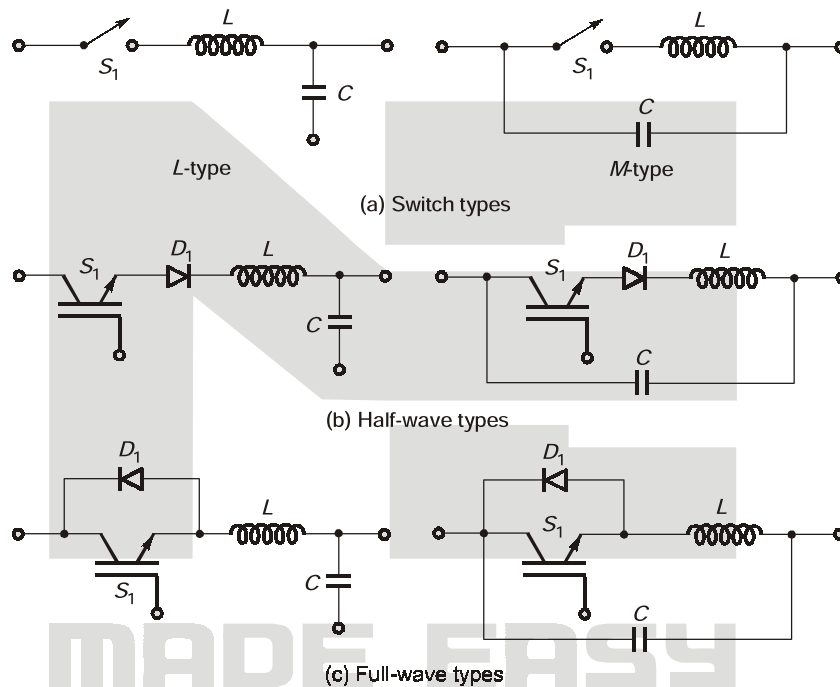 L L
S1 S1
C C
L-type M-type
(a) Switch types
S1 D1 L S1 D1 L
C C
(b) Half-wave types
D1 D1
L S1 L
S1 C C
MADE EASY
(c) Full-wave types